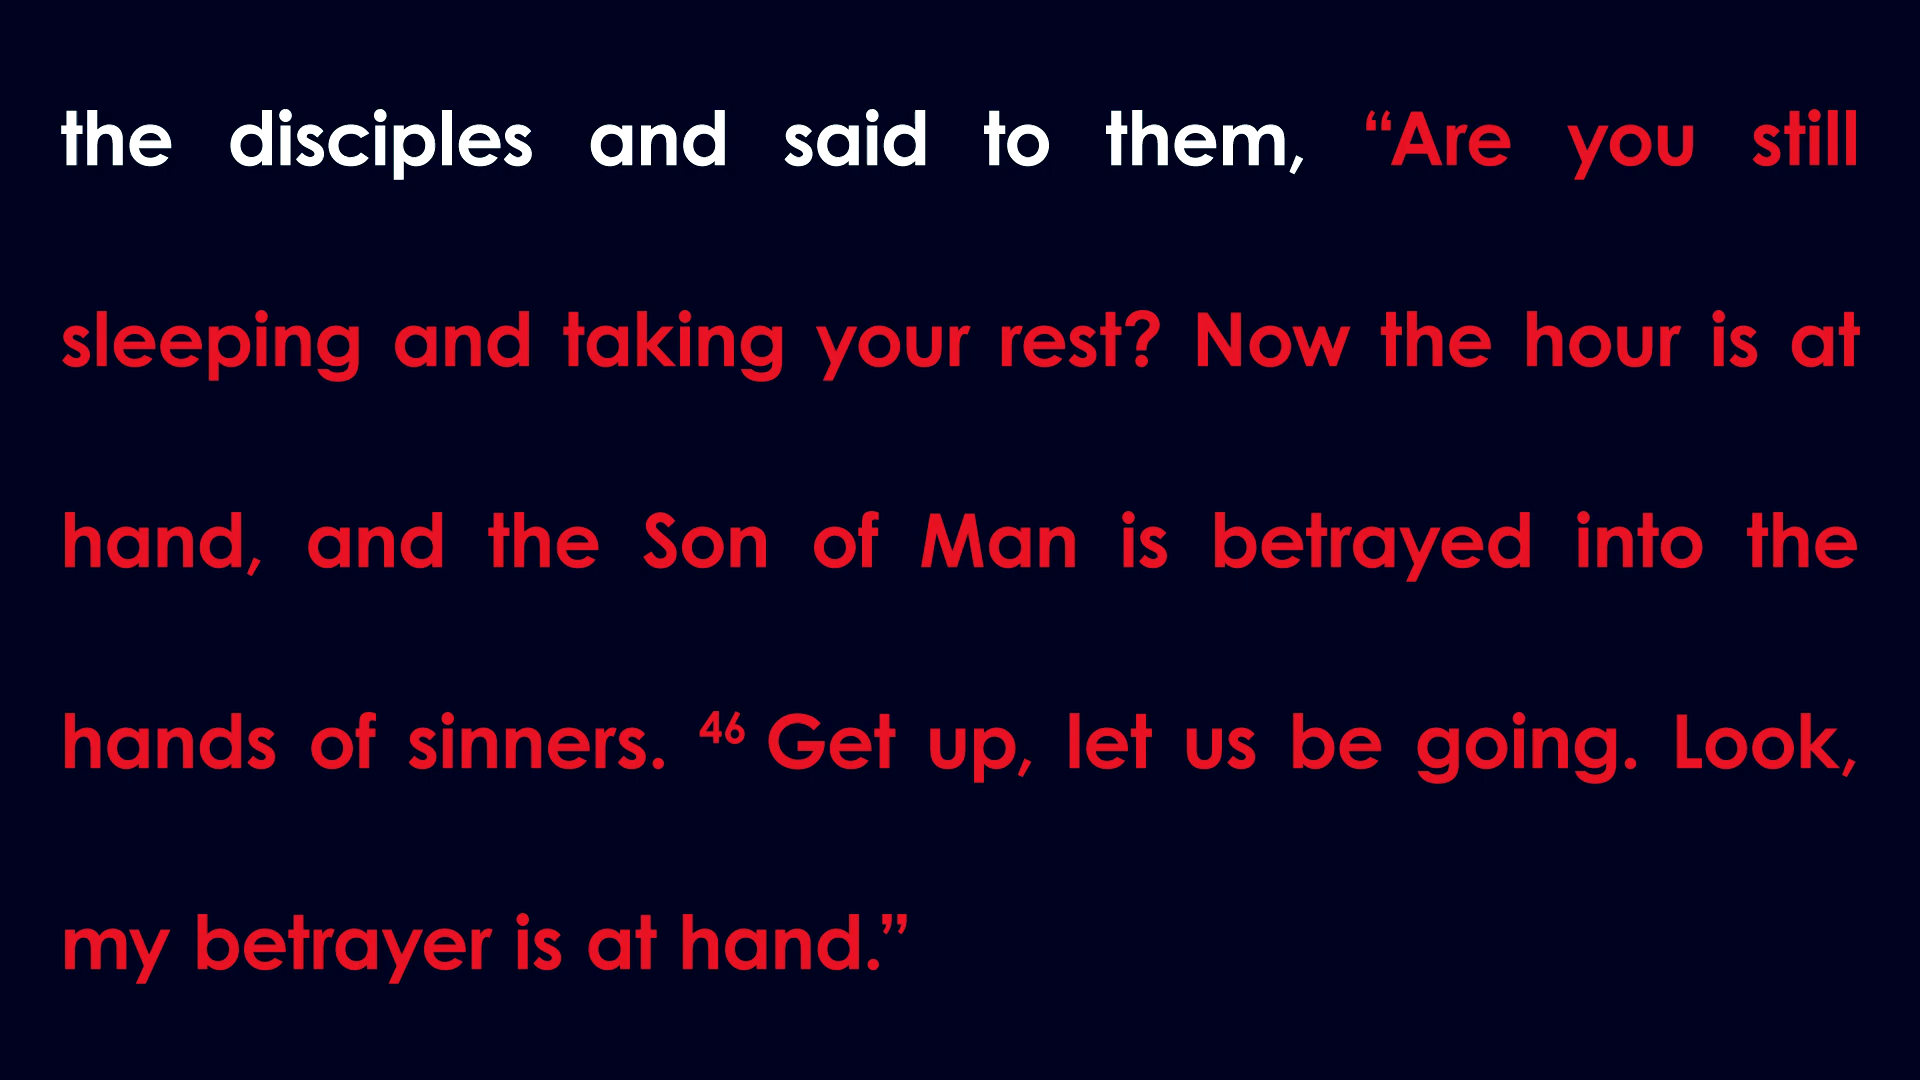 the disciples and said to them, “Are you still
sleeping and taking your rest? Now the hour is at
hand, and the Son of Man is betrayed into the
hands of sinners. ⁴⁶ Get up, let us be going. Look,
my betrayer is at hand.”